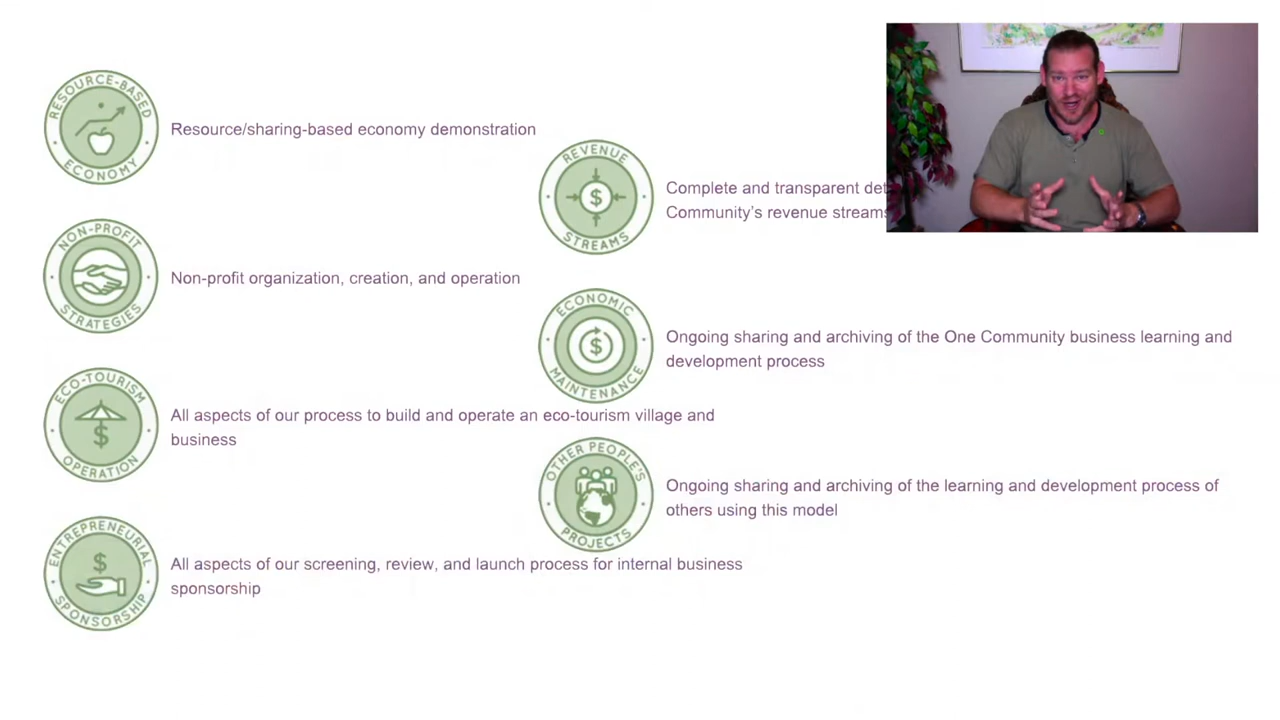 RESOURCE-BASED
ECONOMY
Resource/sharing-based economy demonstration
NON-PROFIT
STRATEGIES
Non-profit organization, creation, and operation
ECO-TOURISM
$
OPERATION
All aspects of our process to build and operate an eco-tourism village and
business
ENTREPRENEURIAL
$
SPONSORSHIP
All aspects of our screening, review, and launch process for internal business
sponsorship
REVENUE
$
STREAMS
Complete and transparent
Community’s revenue streams
ECONOMIC
$
MAINTENANCE
Ongoing sharing and archiving of the One Community business learning and
development process
OTHER PEOPLE'S
PROJECTS
Ongoing sharing and archiving of the learning and development process of
others using this model